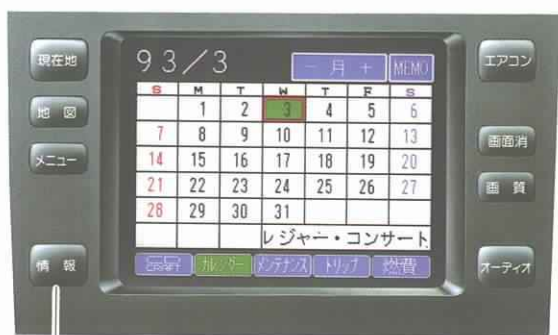 現在地
地 図
メニュー
情 報
93/3
− 月 +
MEMO
S M T W T F S
1 2 3 4 5 6
7 8 9 10 11 12 13
14 15 16 17 18 19 20
21 22 23 24 25 26 27
28 29 30 31
レジャー・コンサート
カレンダー
メンテナンス
トリップ
燃費
エアコン
画面消
画 質
オーディオ